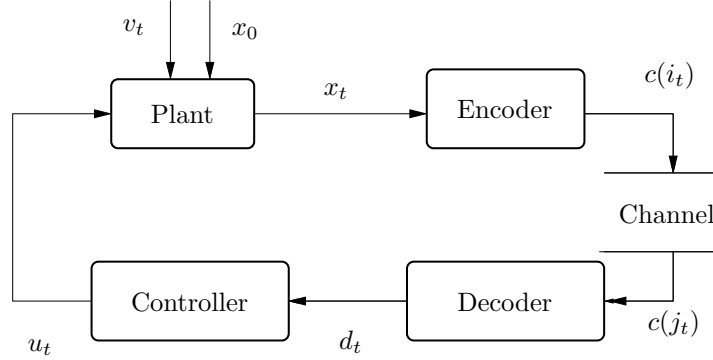 v_t
x_0
Plant
x_t
Encoder
c(i_t)
Channel
Controller
Decoder
u_t
d_t
c(j_t)